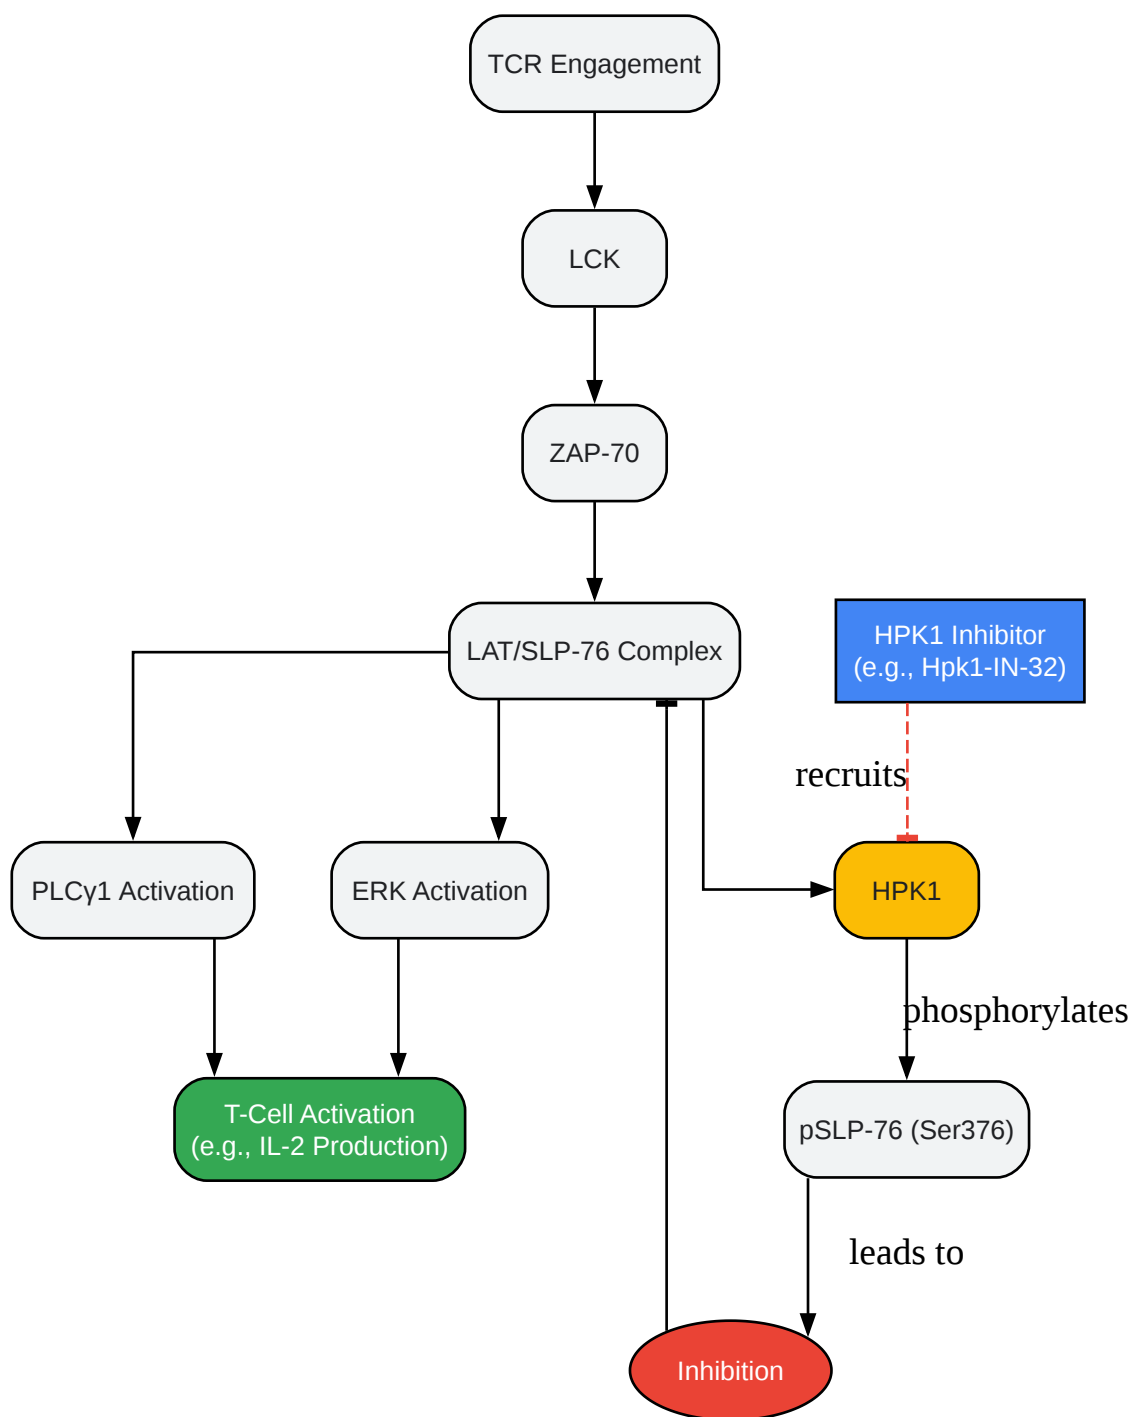 TCR Engagement
LCK
ZAP-70
LAT/SLP-76 Complex
HPK1 Inhibitor
(e.g., Hpk1-IN-32)
recruits
PLCγ1 Activation
ERK Activation
HPK1
phosphorylates
T-Cell Activation
(e.g., IL-2 Production)
pSLP-76 (Ser376)
leads to
Inhibition